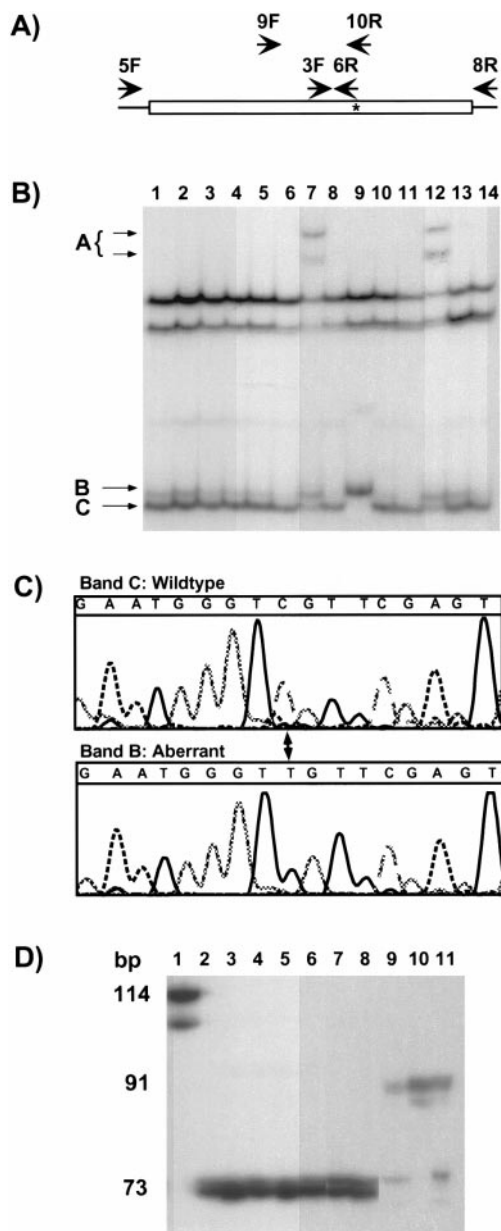 A)
9F 10R
5F 3F 6R 8R
*
B) 1 2 3 4 5 6 7 8 9 10 11 12 13 14
A {
B
C
C) Band C: Wildtype
G A A T G G G T C G T T C G A G T
Band B: Aberrant
G A A T G G G T T G T T C G A G T
D) bp 1 2 3 4 5 6 7 8 9 10 11
114
91
73